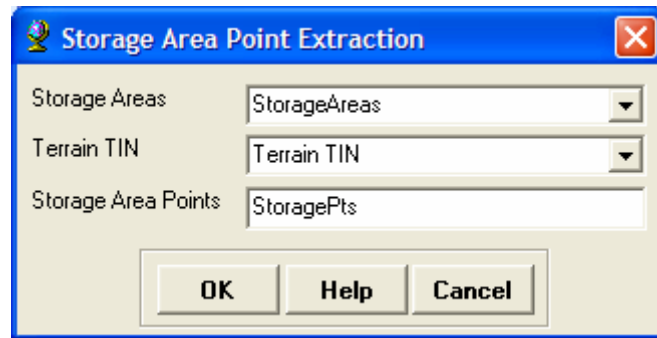 Storage Area Point Extraction
Storage Areas StorageAreas
Terrain TIN Terrain TIN
Storage Area Points StoragePts
OK Help Cancel